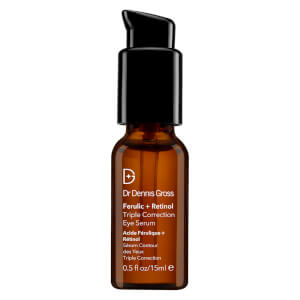 D
Dr Dennis Gross
Ferulic + Retinol
Triple Correction
Eye Serum
Acide Férulique +
Rétinol
Sérum Contour
des Yeux
Triple Correction
0.5 fl oz/15ml e